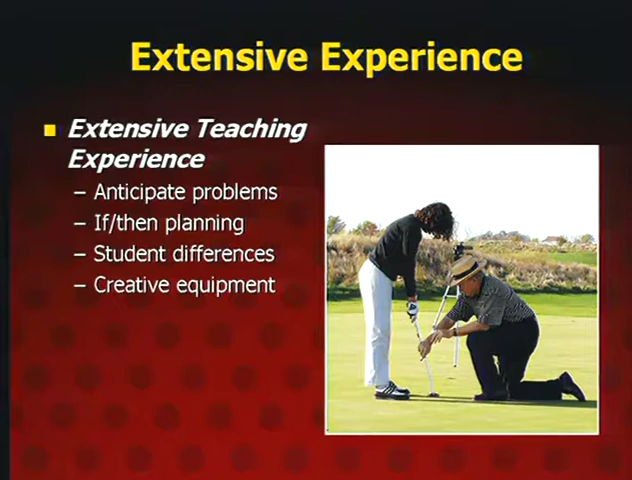 Extensive Experience
Extensive Teaching
Experience
– Anticipate problems
– If/then planning
– Student differences
– Creative equipment